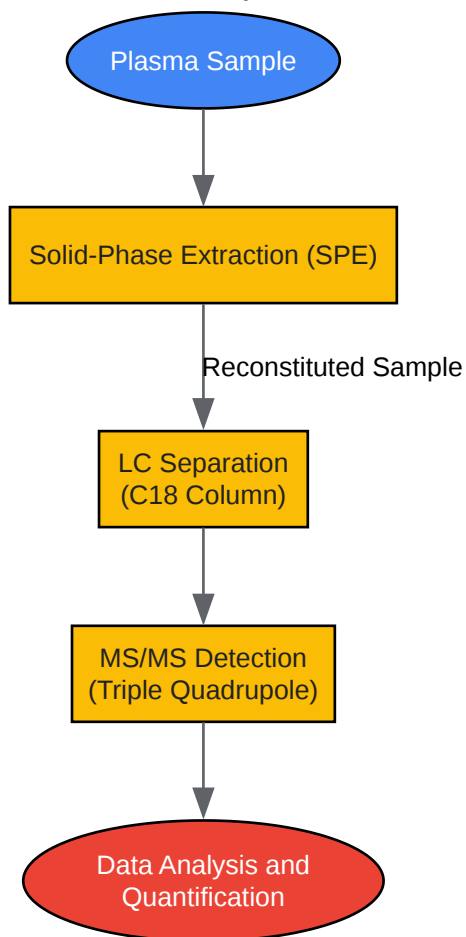 Plasma Sample
Solid-Phase Extraction (SPE)
Reconstituted Sample
LC Separation
(C18 Column)
MS/MS Detection
(Triple Quadrupole)
Data Analysis and
Quantification